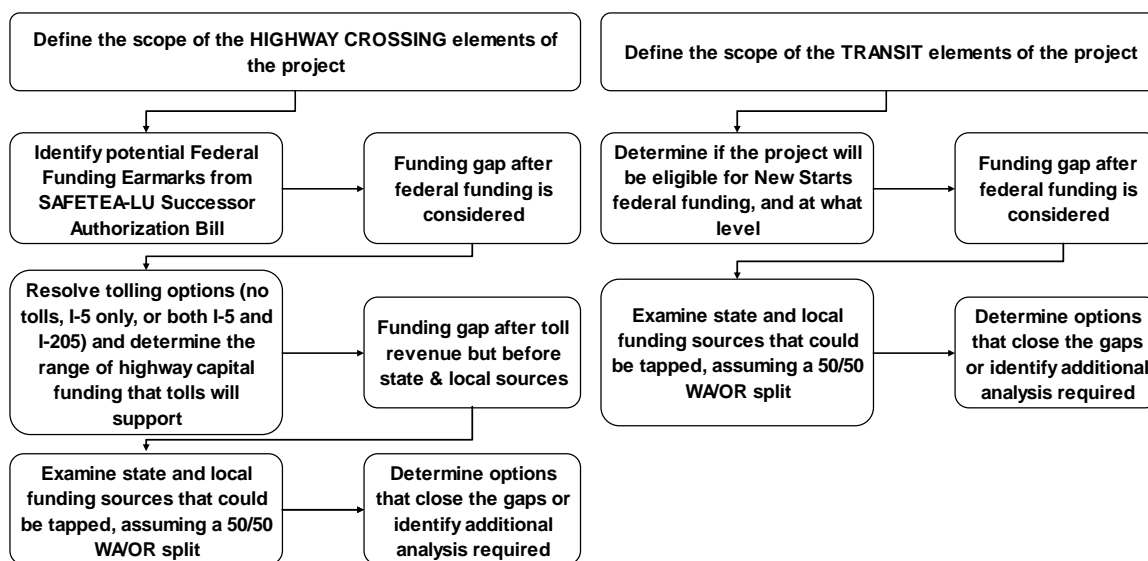 Define the scope of the HIGHWAY CROSSING elements of
the project
Identify potential Federal
Funding Earmarks from
SAFETEA-LU Successor
Authorization Bill
Funding gap after
federal funding is
considered
Resolve tolling options (no
tolls, I-5 only, or both I-5 and
I-205) and determine the
range of highway capital
funding that tolls will
support
Funding gap after toll
revenue but before
state & local sources
Examine state and local
funding sources that could
be tapped, assuming a 50/50
WA/OR split
Determine options
that close the gaps or
identify additional
analysis required
Define the scope of the TRANSIT elements of the project
Determine if the project will
be eligible for New Starts
federal funding, and at what
level
Funding gap after
federal funding is
considered
Examine state and local
funding sources that could
be tapped, assuming a 50/50
WA/OR split
Determine options
that close the gaps
or identify additional
analysis required